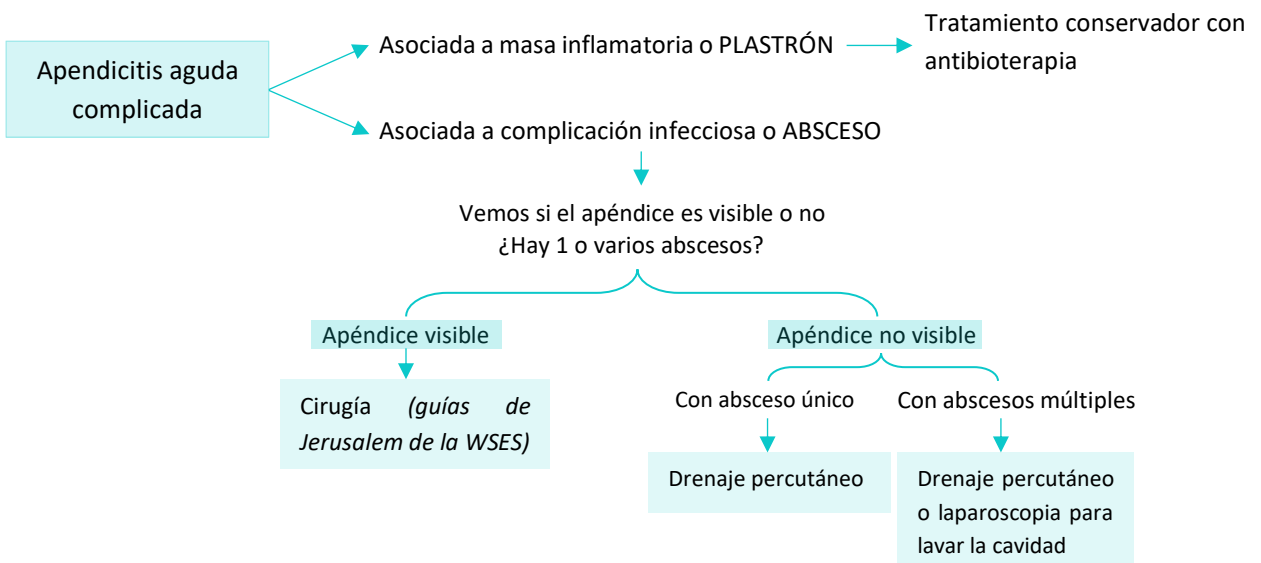 Apendicitis aguda
complicada
Asociada a masa inflamatoria o PLASTRÓN
Tratamiento conservador con
antibioterapia
Asociada a complicación infecciosa o ABSCESO
Vemos si el apéndice es visible o no
¿Hay 1 o varios abscesos?
Apéndice visible
Cirugía (guías de
Jerusalem de la WSES)
Apéndice no visible
Con absceso único
Drenaje percutáneo
Con abscesos múltiples
Drenaje percutáneo
o laparoscopia para
lavar la cavidad